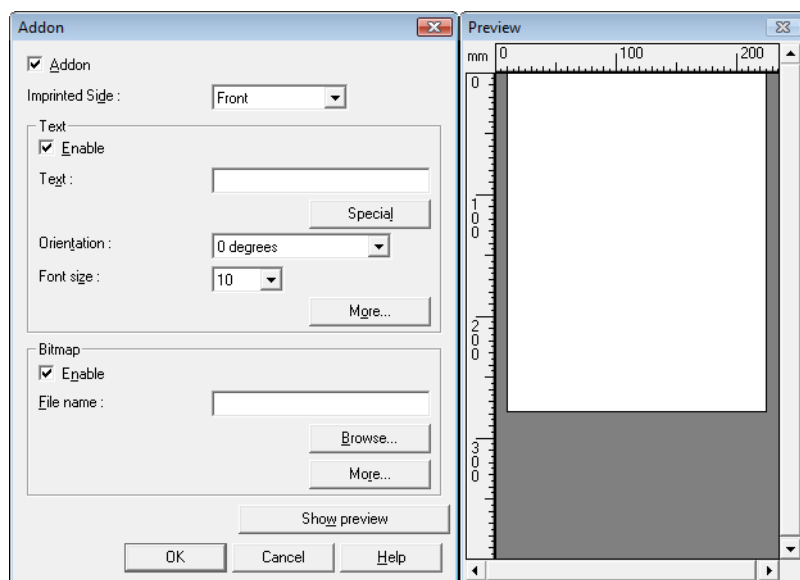 Addon
Addon
Imprinted Side :
Front
Text
Enable
Text :
Special
Orientation :
0 degrees
Font size :
10
More...
Bitmap
Enable
File name :
Browse...
More...
Show preview
OK
Cancel
Help
Preview
mm
0
100
200
0
100
200
300